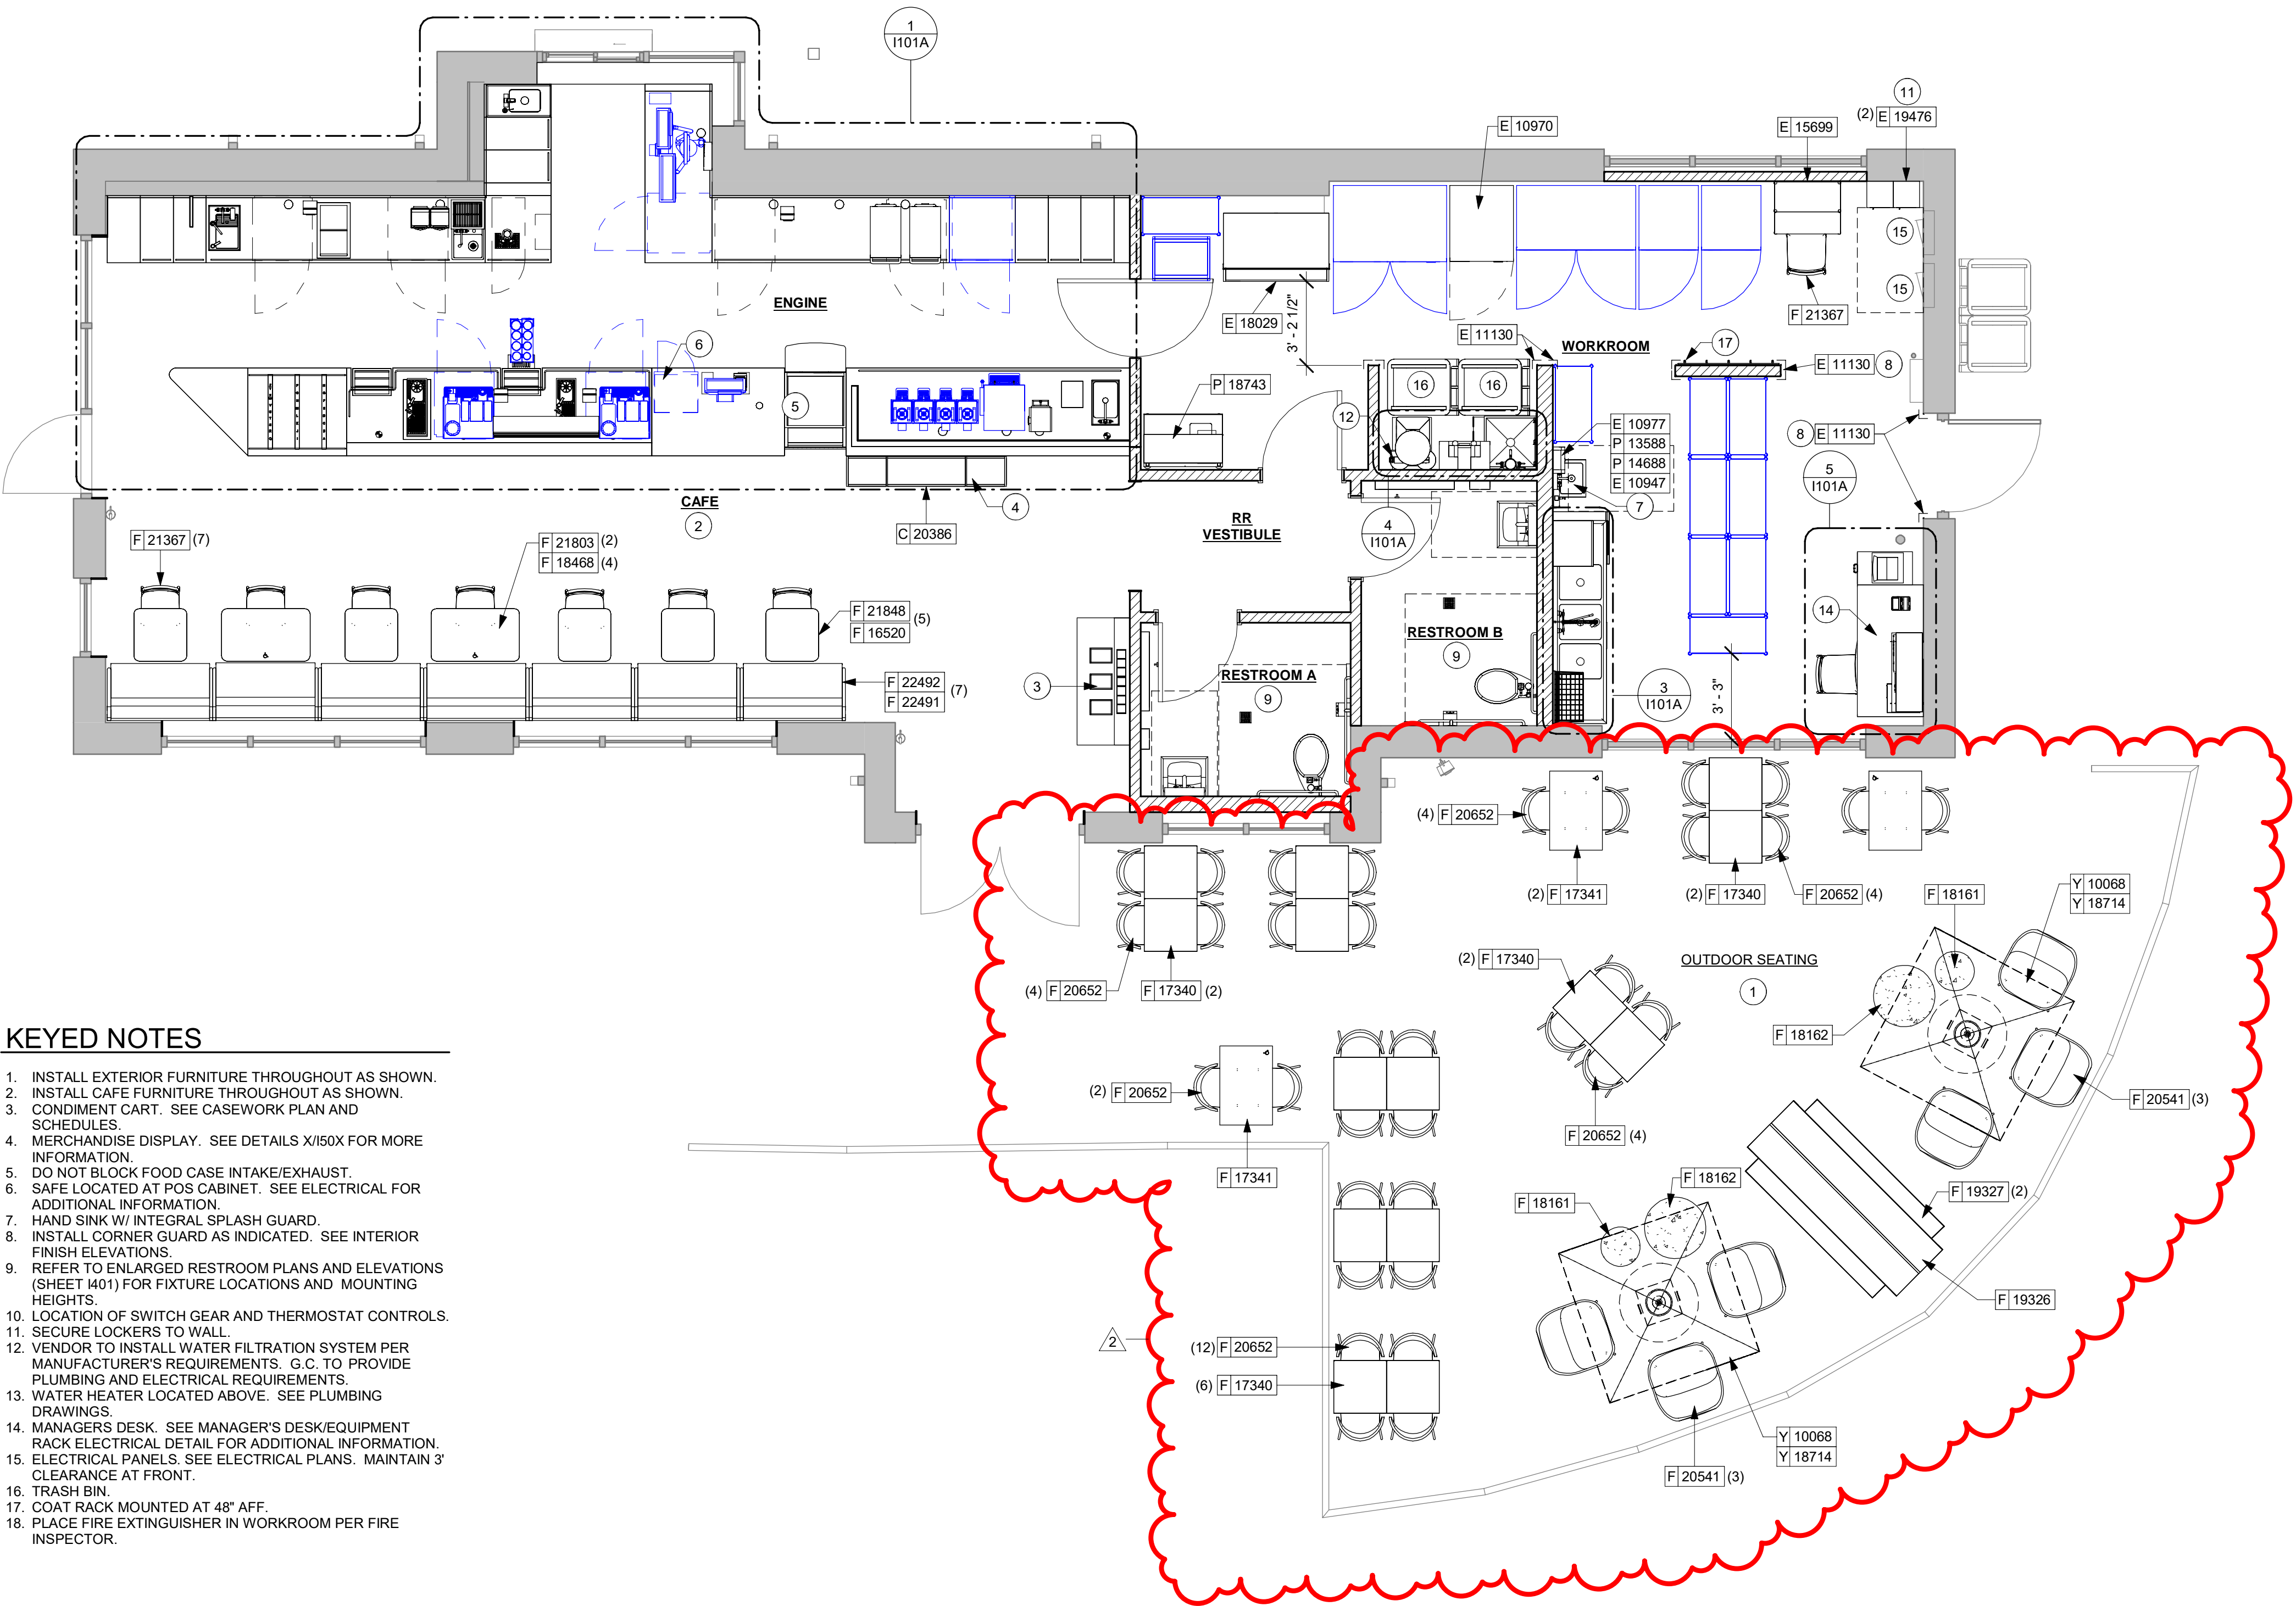 1
I101A
11
(2) E 19476
E 10970
E 15699
15
15
ENGINE
E 18029
3' - 2 1/2"
F 21367
E 11130
WORKROOM
17
6
E 11130 8
16
16
P 18743
5
12
E 10977
P 13588
P 14688
E 10947
8 E 11130
5
I101A
CAFE
2
4
7
C 20386
RR
VESTIBULE
4
I101A
F 21367 (7)
F 21803 (2)
F 18468 (4)
F 21848
F 16520
(5)
14
RESTROOM B
9
F 22492
F 22491
(7)
3
RESTROOM A
9
3
I101A
3' - 3"
(4) F 20652
(2) F 17341
(2) F 17340
F 20652 (4)
F 18161
Y 10068
Y 18714
(2) F 17340
OUTDOOR SEATING
1
(4) F 20652
F 17340 (2)
F 18162
(2) F 20652
F 20541 (3)
F 20652 (4)
F 17341
F 18162
F 18161
F 19327 (2)
F 19326
2
(12) F 20652
(6) F 17340
Y 10068
Y 18714
F 20541 (3)
KEYED NOTES
1. INSTALL EXTERIOR FURNITURE THROUGHOUT AS SHOWN.
2. INSTALL CAFE FURNITURE THROUGHOUT AS SHOWN.
3. CONDIMENT CART. SEE CASEWORK PLAN AND
SCHEDULES.
4. MERCHANDISE DISPLAY. SEE DETAILS X/I50X FOR MORE
INFORMATION.
5. DO NOT BLOCK FOOD CASE INTAKE/EXHAUST.
6. SAFE LOCATED AT POS CABINET. SEE ELECTRICAL FOR
ADDITIONAL INFORMATION.
7. HAND SINK W/ INTEGRAL SPLASH GUARD.
8. INSTALL CORNER GUARD AS INDICATED. SEE INTERIOR
FINISH ELEVATIONS.
9. REFER TO ENLARGED RESTROOM PLANS AND ELEVATIONS
(SHEET I401) FOR FIXTURE LOCATIONS AND MOUNTING
HEIGHTS.
10. LOCATION OF SWITCH GEAR AND THERMOSTAT CONTROLS.
11. SECURE LOCKERS TO WALL.
12. VENDOR TO INSTALL WATER FILTRATION SYSTEM PER
MANUFACTURER'S REQUIREMENTS. G.C. TO PROVIDE
PLUMBING AND ELECTRICAL REQUIREMENTS.
13. WATER HEATER LOCATED ABOVE. SEE PLUMBING
DRAWINGS.
14. MANAGERS DESK. SEE MANAGER'S DESK/EQUIPMENT
RACK ELECTRICAL DETAIL FOR ADDITIONAL INFORMATION.
15. ELECTRICAL PANELS. SEE ELECTRICAL PLANS. MAINTAIN 3'
CLEARANCE AT FRONT.
16. TRASH BIN.
17. COAT RACK MOUNTED AT 48" AFF.
18. PLACE FIRE EXTINGUISHER IN WORKROOM PER FIRE
INSPECTOR.